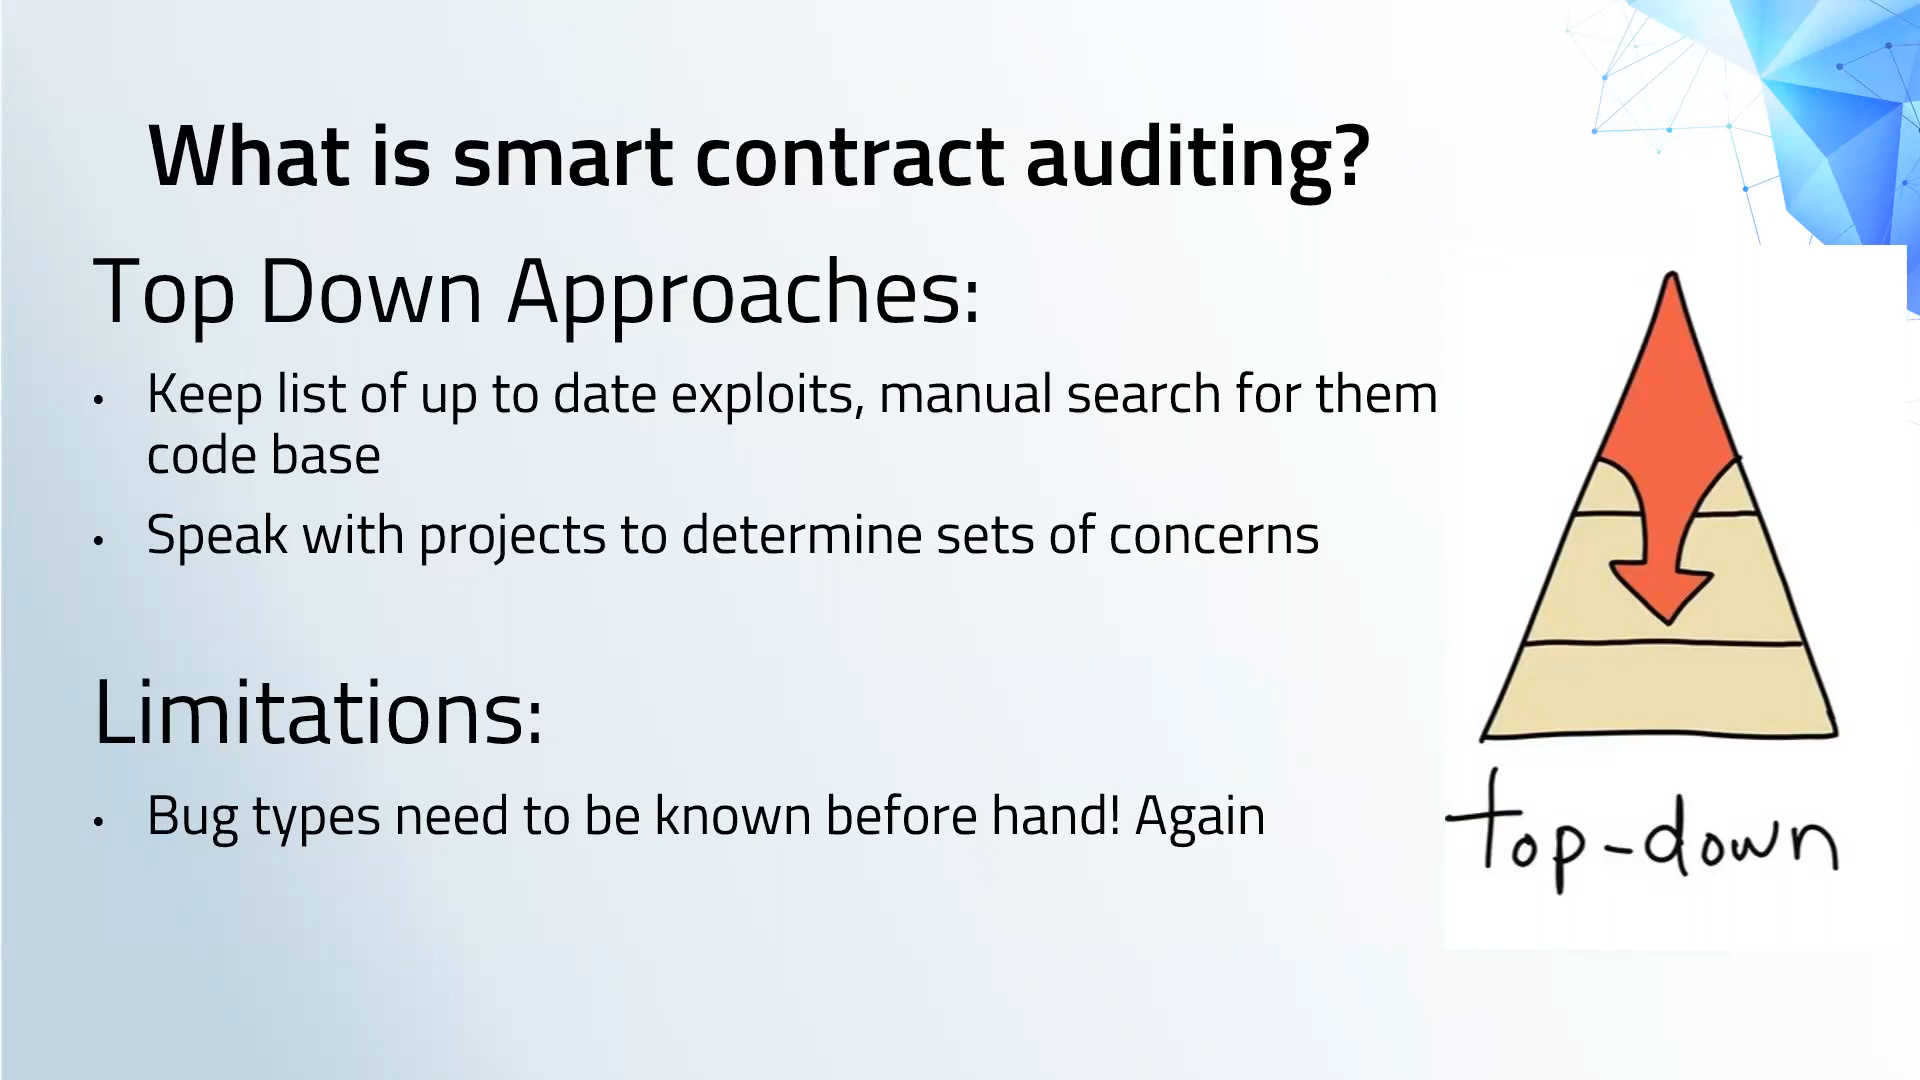 What is smart contract auditing?
Top Down Approaches:
• Keep list of up to date exploits, manual search for them
code base
• Speak with projects to determine sets of concerns
Limitations:
• Bug types need to be known before hand! Again
top-down